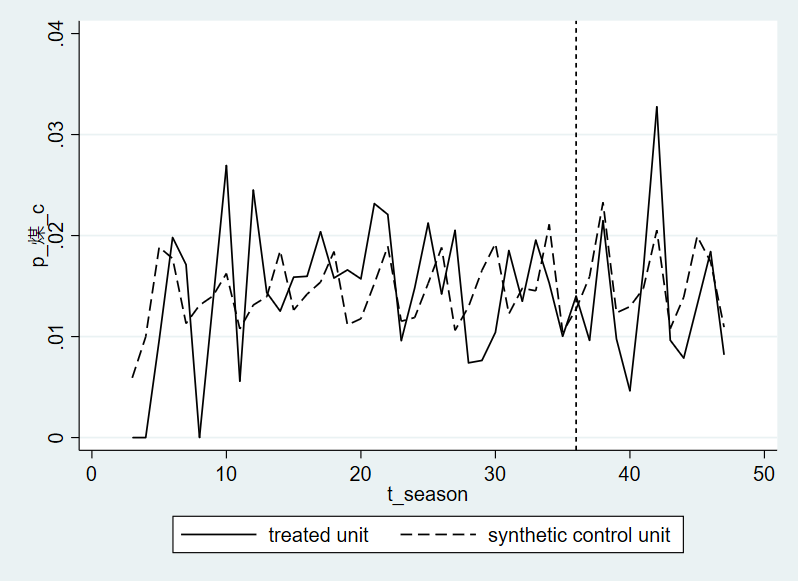 .04
.03
.02
.01
0
p_煤_c
0 10 20 30 40 50
t_season
treated unit synthetic control unit